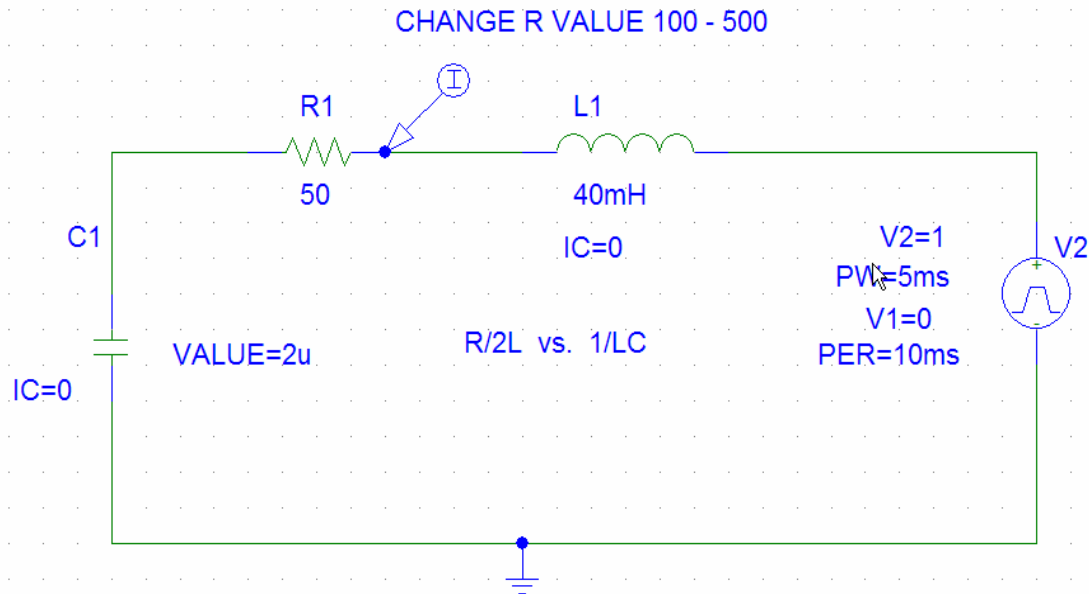 CHANGE R VALUE 100 - 500
I
R1
L1
50
40mH
C1
IC=0
V2=1
V2
PW=5ms
V1=0
R/2L vs. 1/LC
VALUE=2u
PER=10ms
IC=0